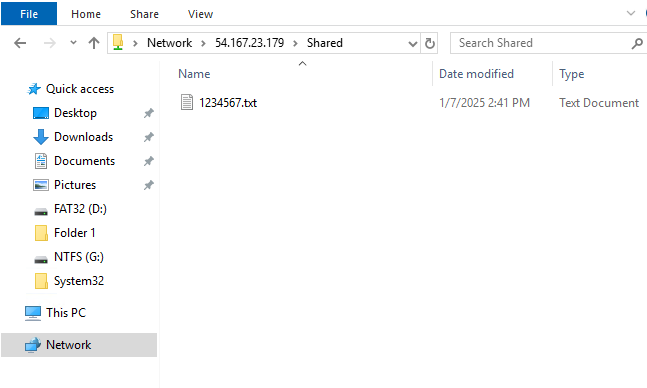 File Home Share View
Network 54.167.23.179 Shared Search Shared
Name Date modified Type
Quick access
1234567.txt 1/7/2025 2:41 PM Text Document
Desktop
Downloads
Documents
Pictures
FAT32 (D:)
Folder 1
NTFS (G:)
System32
This PC
Network